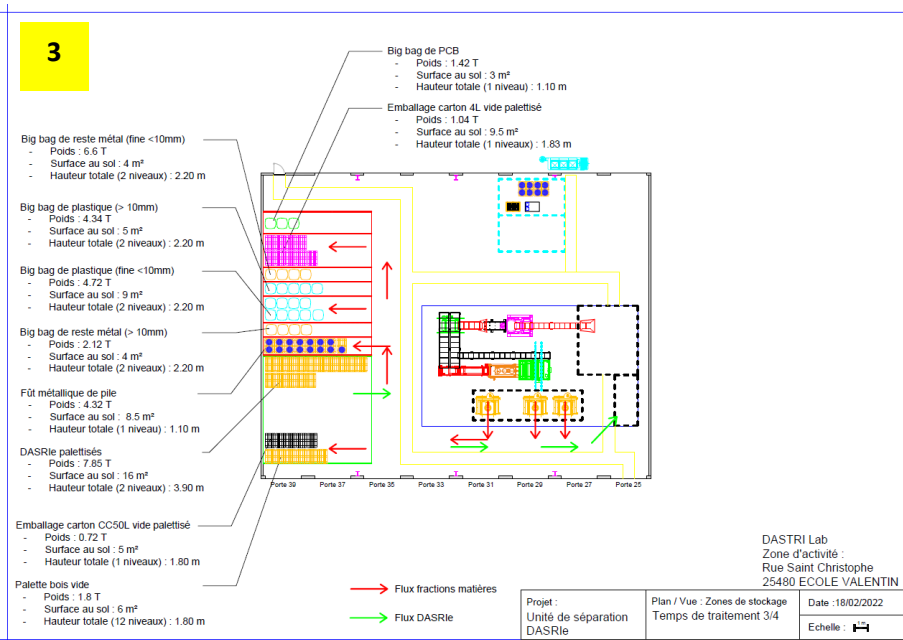 3
Big bag de PCB
- Poids : 1.42 T
- Surface au sol : 3 m²
- Hauteur totale (1 niveau) : 1.10 m
Emballage carton 4L vide palettisé
- Poids : 1.04 T
- Surface au sol : 9.5 m²
- Hauteur totale (1 niveau) : 1.83 m
Big bag de reste métal (fine <10mm)
- Poids : 6.6 T
- Surface au sol : 4 m²
- Hauteur totale (2 niveaux) : 2.20 m
Big bag de plastique (> 10mm)
- Poids : 4.34 T
- Surface au sol : 5 m²
- Hauteur totale (2 niveaux) : 2.20 m
Big bag de plastique (fine <10mm)
- Poids : 4.72 T
- Surface au sol : 9 m²
- Hauteur totale (2 niveaux) : 2.20 m
Big bag de reste métal (> 10mm)
- Poids : 2.12 T
- Surface au sol : 4 m²
- Hauteur totale (2 niveaux) : 2.20 m
Fût métallique de pile
- Poids : 4.32 T
- Surface au sol : 8.5 m²
- Hauteur totale (1 niveau) : 1.10 m
DASRIe palettisés
- Poids : 7.85 T
- Surface au sol : 16 m²
- Hauteur totale (2 niveaux) : 3.90 m
Emballage carton CC50L vide palettisé
- Poids : 0.72 T
- Surface au sol : 5 m²
- Hauteur totale (1 niveaux) : 1.80 m
Palette bois vide
- Poids : 1.8 T
- Surface au sol : 6 m²
- Hauteur totale (12 niveaux) : 1.80 m
Porte 39 Porte 37 Porte 35 Porte 33 Porte 31 Porte 29 Porte 27 Porte 25
Flux fractions matières
Flux DASRIe
DASTRI Lab
Zone d'activité :
Rue Saint Christophe
25480 ECOLE VALENTIN
Projet :
Unité de séparation
DASRIe
Plan / Vue : Zones de stockage
Temps de traitement 3/4
Date :18/02/2022
Echelle :